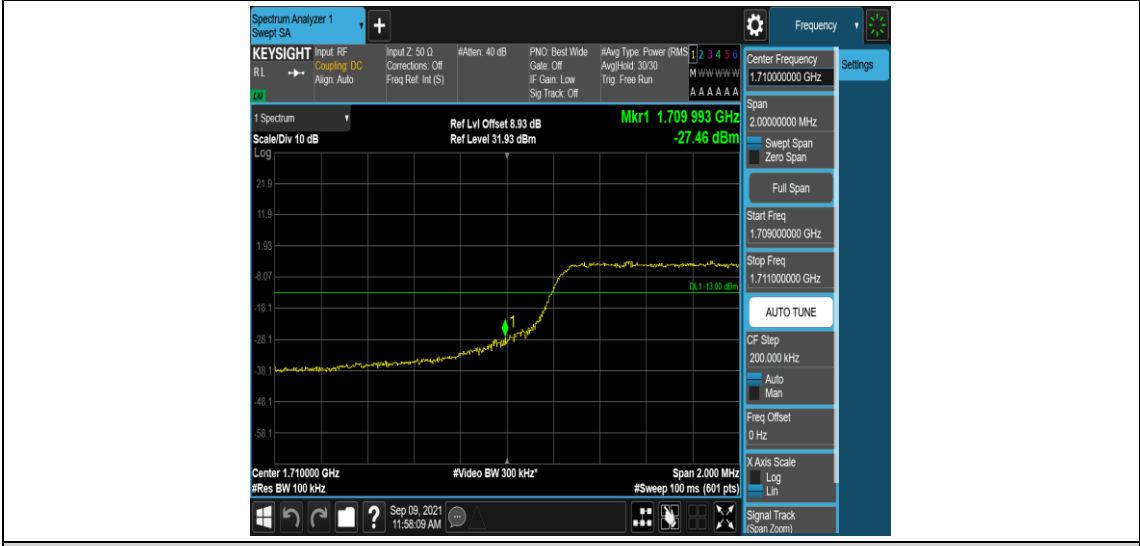 Spectrum Analyzer 1
Swept SA
+
Frequency
KEYSIGHT
RL
LM
Input: RF
Coupling: DC
Align: Auto
Input Z: 50 Ω
Corrections: Off
Freq Ref: Int (S)
#Atten: 40 dB
PNO: Best Wide
Gate: Off
IF Gain: Low
Sig Track: Off
#Avg Type: Power (RMS
Avg|Hold: 30/30
Trig: Free Run
1 2 3 4 5 6
M W W W W W
A A A A A A
Center Frequency
1.710000000 GHz
Settings
Span
2.00000000 MHz
Swept Span
Zero Span
Full Span
Start Freq
1.709000000 GHz
Stop Freq
1.711000000 GHz
AUTO TUNE
CF Step
200.000 kHz
Auto
Man
Freq Offset
0 Hz
X Axis Scale
Log
Lin
Signal Track
(Span Zoom)
1 Spectrum
Scale/Div 10 dB
Log
Ref Lvl Offset 8.93 dB
Ref Level 31.93 dBm
Mkr1 1.709 993 GHz
-27.46 dBm
21.9
11.9
1.93
-8.07
DL1 -13.00 dBm
-18.1
1
-28.1
-38.1
-48.1
-58.1
Center 1.710000 GHz
#Video BW 300 kHz*
Span 2.000 MHz
#Res BW 100 kHz
#Sweep 100 ms (601 pts)
?
Sep 09, 2021
11:58:09 AM